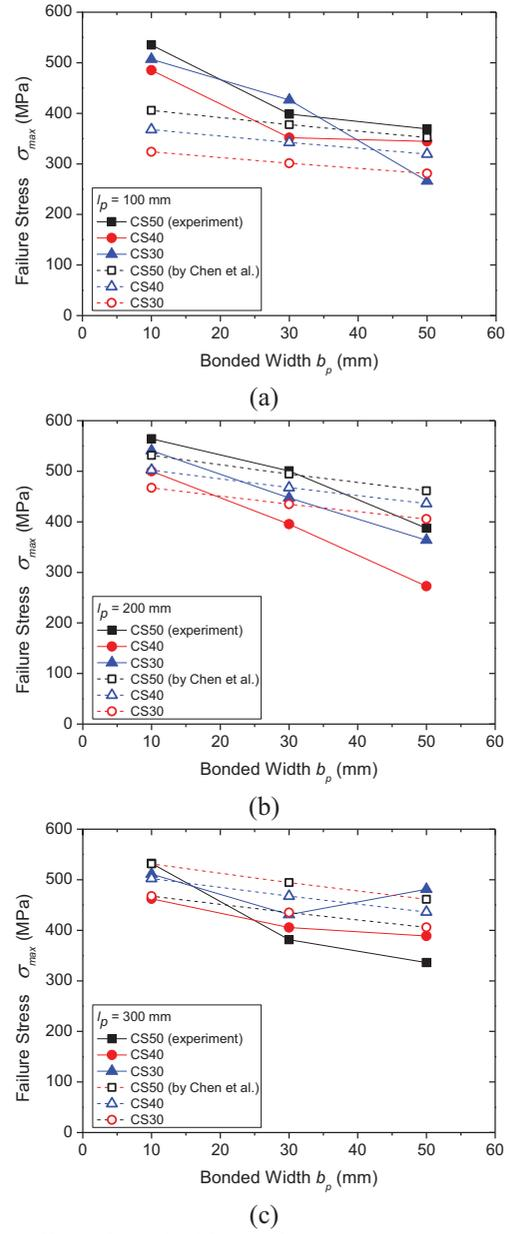 600
500
400
300
200
100
0
Failure Stress σmax (MPa)
lp = 100 mm
CS50 (experiment)
CS40
CS30
CS50 (by Chen et al.)
CS40
CS30
0 10 20 30 40 50 60
Bonded Width bp (mm)
(a)
600
500
400
300
200
100
0
Failure Stress σmax (MPa)
lp = 200 mm
CS50 (experiment)
CS40
CS30
CS50 (by Chen et al.)
CS40
CS30
0 10 20 30 40 50 60
Bonded Width bp (mm)
(b)
600
500
400
300
200
100
0
Failure Stress σmax (MPa)
lp = 300 mm
CS50 (experiment)
CS40
CS30
CS50 (by Chen et al.)
CS40
CS30
0 10 20 30 40 50 60
Bonded Width bp (mm)
(c)